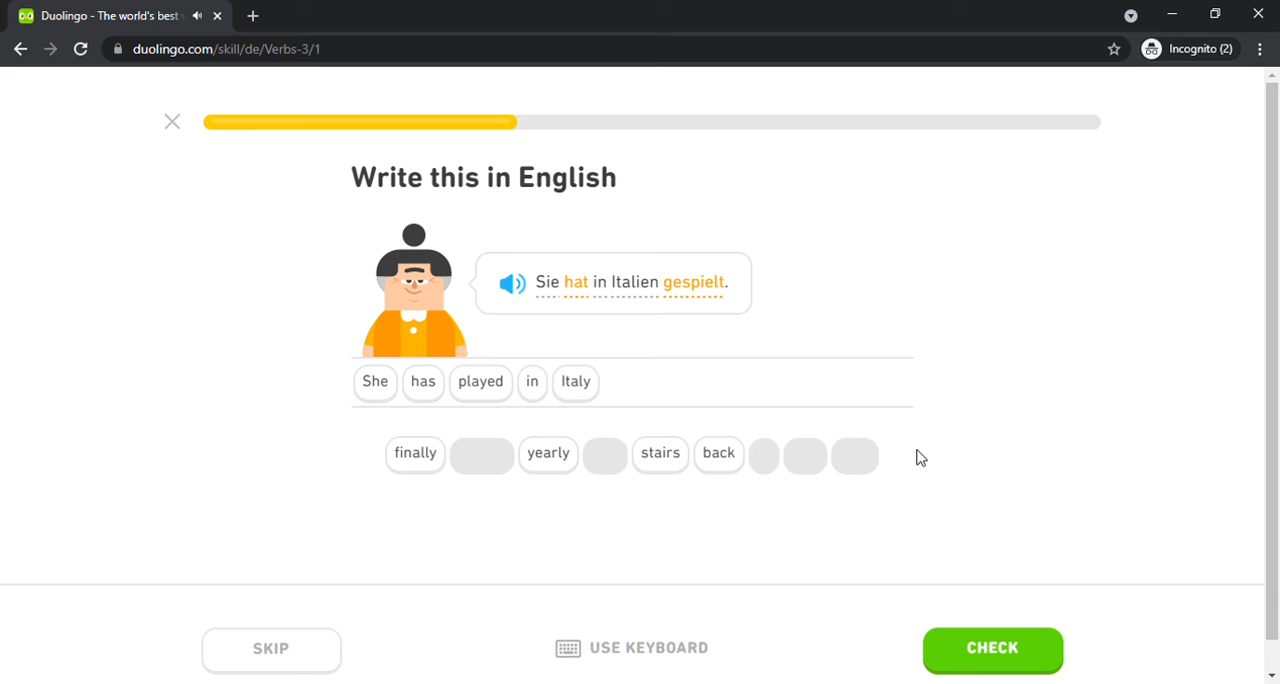 Duolingo - The world's best
duolingo.com/skill/de/Verbs-3/1
Incognito (2)
Write this in English
Sie hat in Italien gespielt.
She has played in Italy
finally yearly stairs back
SKIP
USE KEYBOARD
CHECK